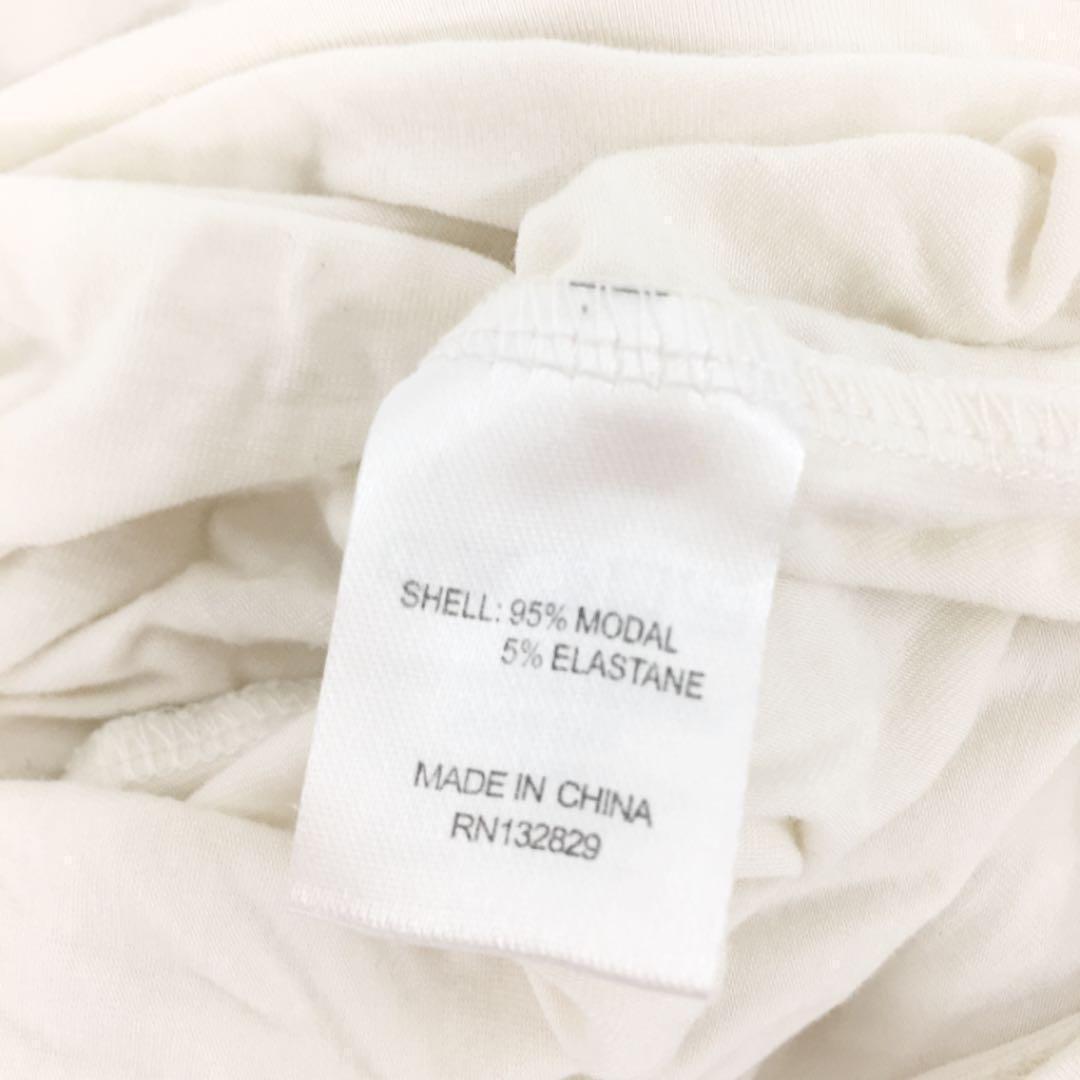 SHELL: 95% MODAL
5% ELASTANE
MADE IN CHINA
RN132829